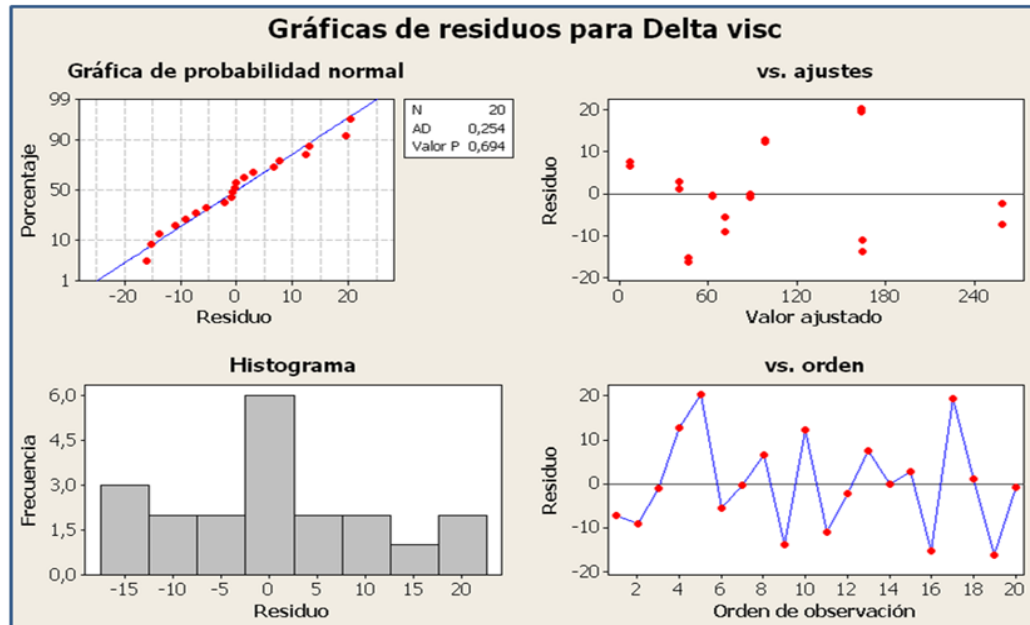 Gráficas de residuos para Delta visc
Gráfica de probabilidad normal
99
90
50
10
1
Porcentaje
-20 -10 0 10 20
Residuo
N 20
AD 0,254
Valor P 0,694
vs. ajustes
20
10
0
-10
-20
Residuo
0 60 120 180 240
Valor ajustado
Histograma
6,0
4,5
3,0
1,5
0,0
Frecuencia
-15 -10 -5 0 5 10 15 20
Residuo
vs. orden
20
10
0
-10
-20
Residuo
2 4 6 8 10 12 14 16 18 20
Orden de observación